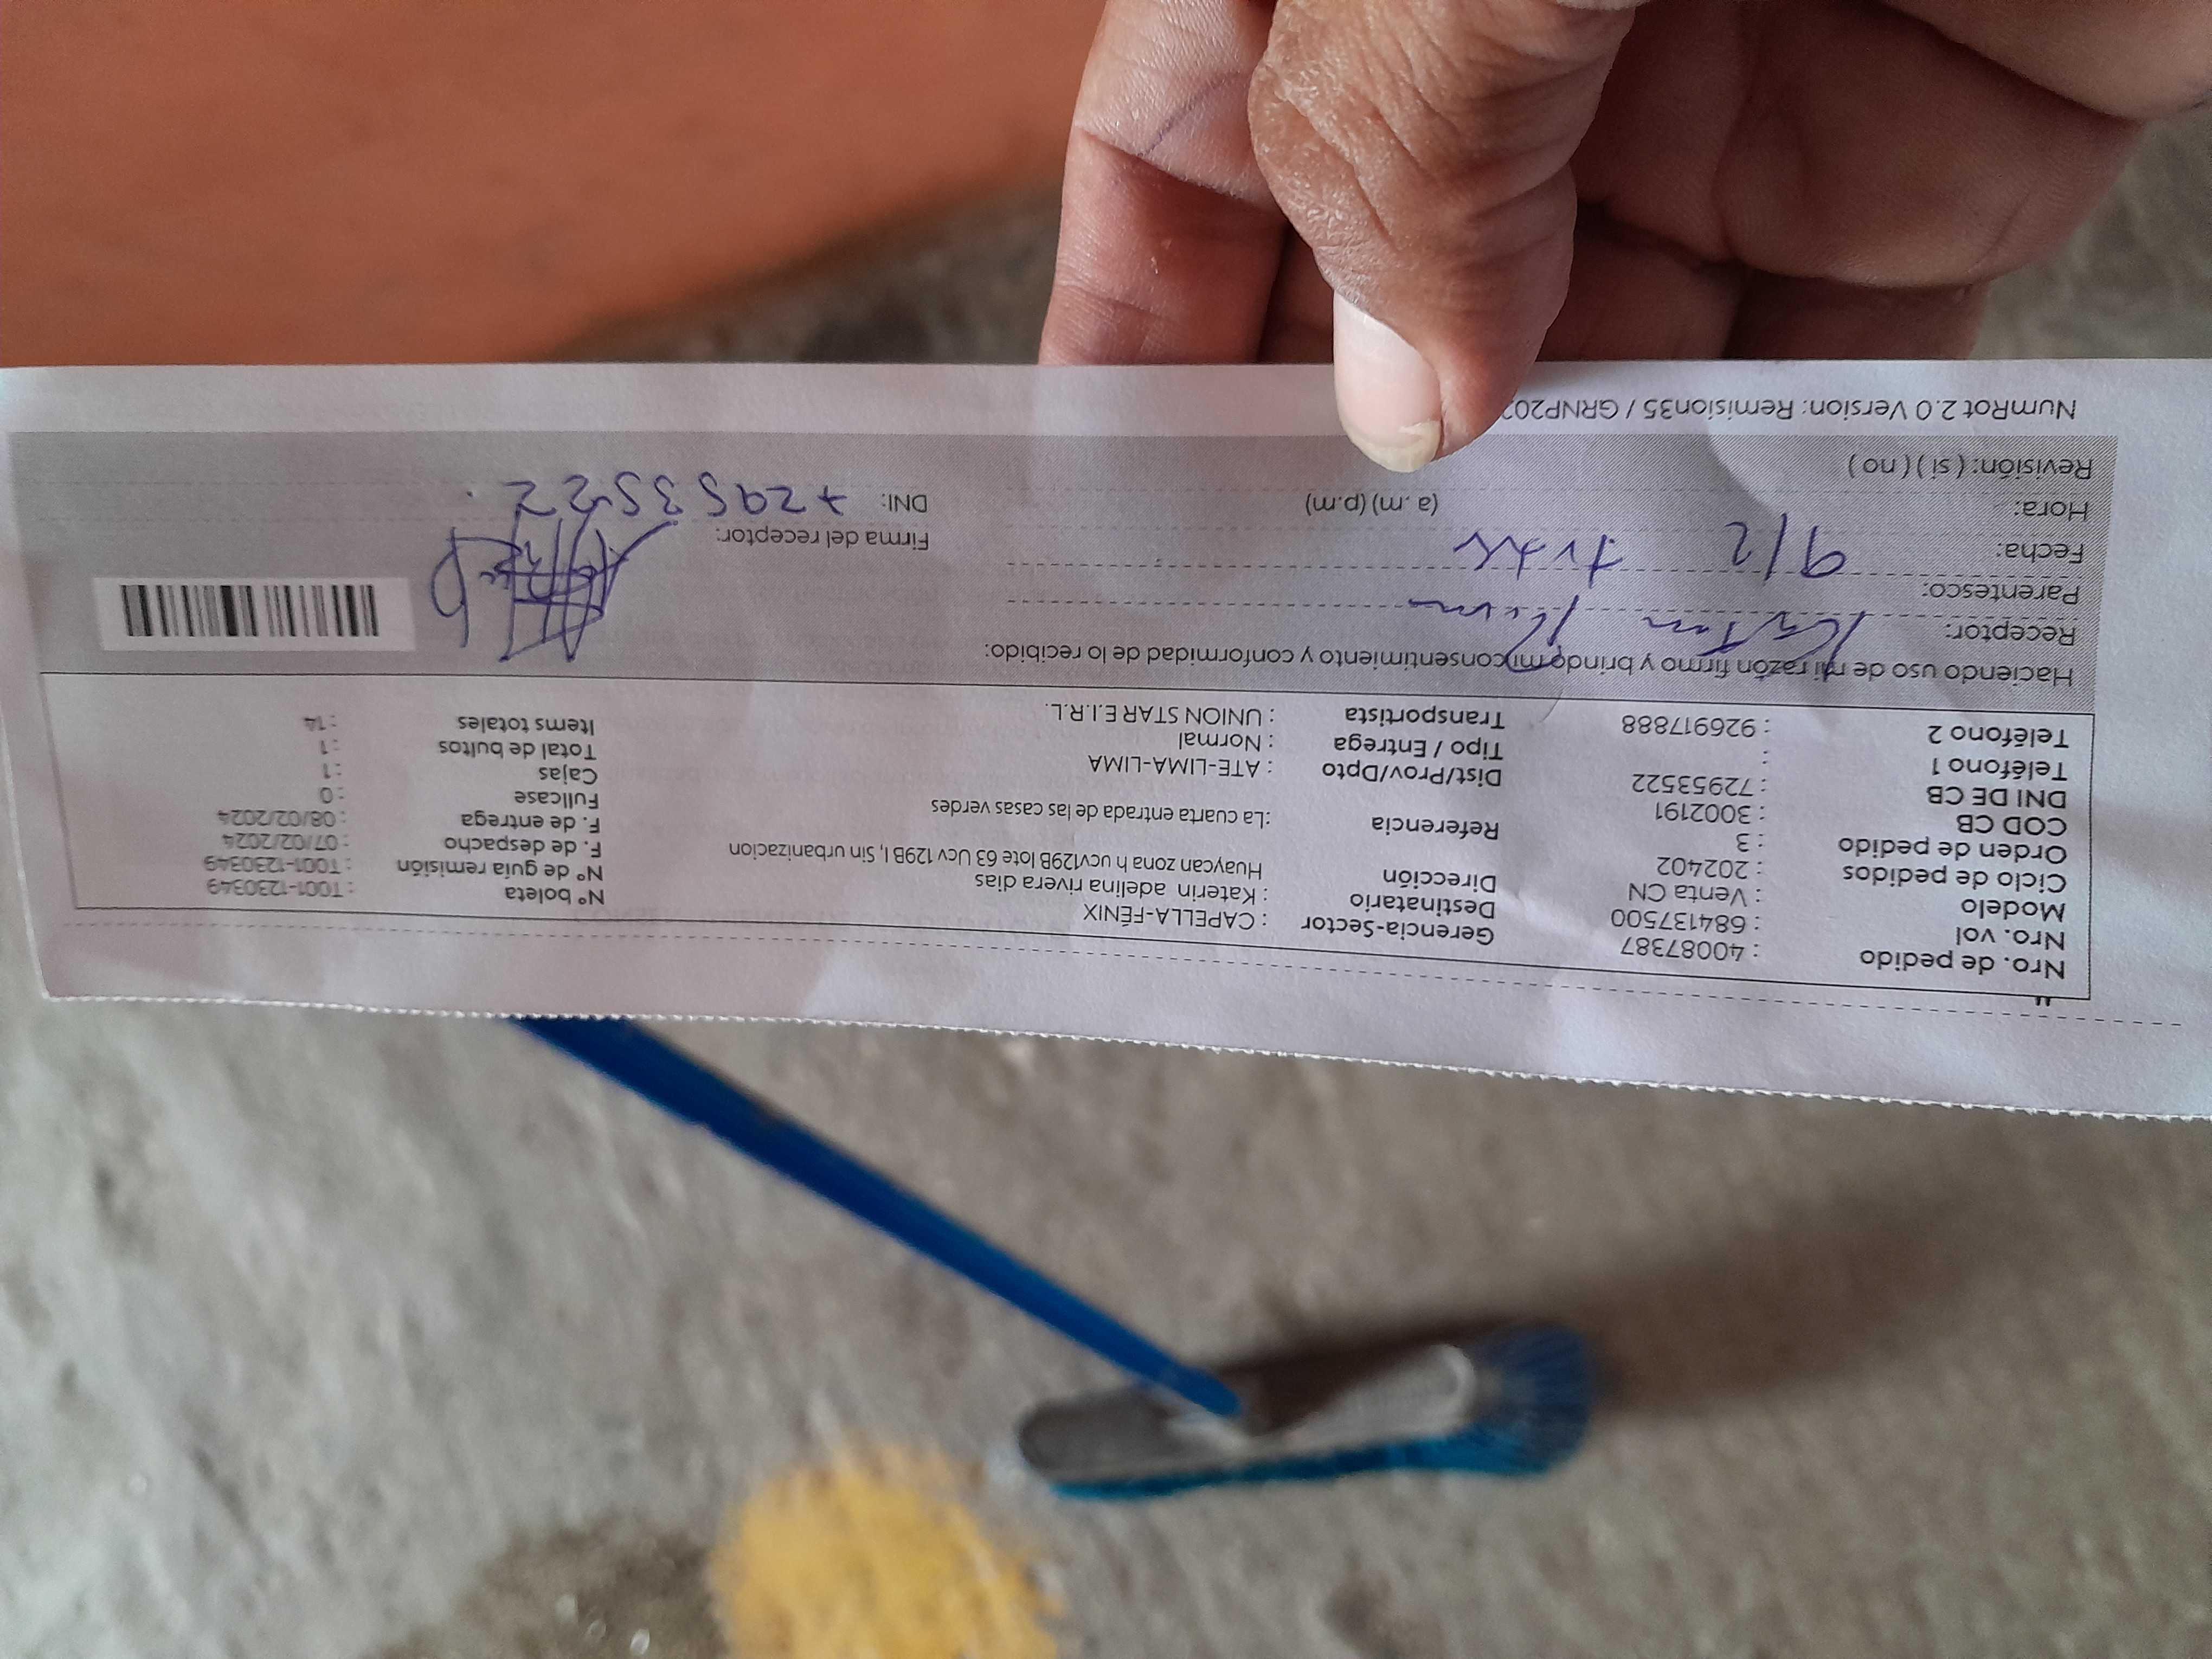 Nro. de pedido : 40087387
Nro. vol : 684137500
Modelo : Venta CN
Ciclo de pedidos : 202402
Orden de pedido : 3
COD CB : 3002191
DNI DE CB : 72953522
Teléfono 1 :
Teléfono 2 : 926917888
Gerencia-Sector : CAPELLA-FÉNIX
Destinatario : Katerin adelina rivera dias
Dirección Huaycan zona h ucv129B lote 63 Ucv 129B, l, Sin urbanizacion
Referencia :La cuarta entrada de las casas verdes
Dist/Prov/Dpto : ATE-LIMA-LIMA
Tipo / Entrega : Normal
Transportista : UNION STAR E.I.R.L.
N° boleta : T001-1230349
N° de guía remisión : T001-1230349
F. de despacho : 07/02/2024
F. de entrega : 08/02/2024
Fullcase : 0
Cajas : 1
Total de bultos : 1
Items totales : 14
Haciendo uso de mi razón firmo y brindo mi consentimiento y conformidad de lo recibido:
Receptor:
Parentesco:
Fecha: 9/2
Hora: (a .m) (p.m)
Revisión: ( si ) ( no )
Firma del receptor:
DNI: 72953522
NumRot 2.0 Version: Remision35 / GRNP20